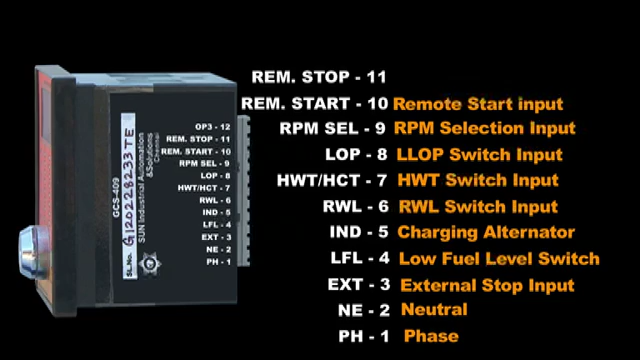 REM. STOP - 11
REM. START - 10 Remote Start input
RPM SEL - 9 RPM Selection Input
LOP - 8 LLOP Switch Input
HWT/HCT - 7 HWT Switch Input
RWL - 6 RWL Switch Input
IND - 5 Charging Alternator
LFL - 4 Low Fuel Level Switch
EXT - 3 External Stop Input
NE - 2 Neutral
PH - 1 Phase
OP3 - 12
REM. STOP - 11
REM. START - 10
RPM SEL - 9
LOP - 8
HWT/HCT - 7
RWL - 6
IND - 5
LFL - 4
EXT - 3
NE - 2
PH - 1
GCS-409
SL.No. G120228233TE
SUN Industrial Automation
&Solutions
Chennai